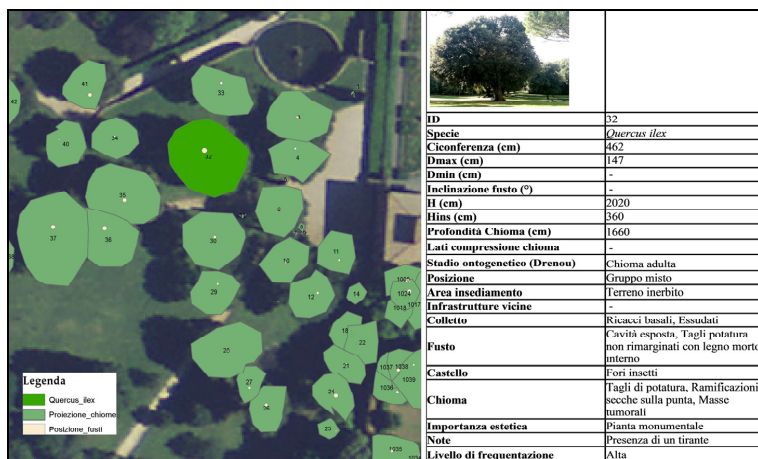 41
33
42
3
40
34
32
4
35
9
37
36
30
11
10
29
12
14
1024
1017
1018
18
22
25
21
1037
1038
27
1036
1039
23
1035
Legenda
Quercus_ilex
Proiezione_chiome
Posizione_fusti
ID 32
Specie Quercus ilex
Ciconferenza (cm) 462
Dmax (cm) 147
Dmin (cm) -
Inclinazione fusto (°) -
H (cm) 2020
Hins (cm) 360
Profondità Chioma (cm) 1660
Lati compressione chioma -
Stadio ontogenetico (Drenou) Chioma adulta
Posizione Gruppo misto
Area insediamento Terreno inerbito
Infrastrutture vicine -
Colletto Ricacci basali, Essudati
Fusto Cavità esposta, Tagli potatura
non rimarginati con legno morto
interno
Castello Fori insetti
Chioma Tagli di potatura, Ramificazioni
secche sulla punta, Masse
tumorali
Importanza estetica Pianta monumentale
Note Presenza di un tirante
Livello di frequentazione Alta